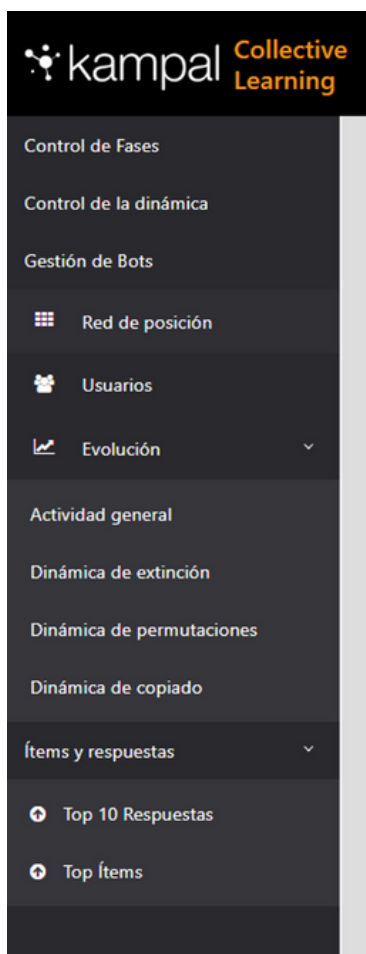 kampal Collective
Learning
Control de Fases
Control de la dinámica
Gestión de Bots
Red de posición
Usuarios
Evolución
Actividad general
Dinámica de extinción
Dinámica de permutaciones
Dinámica de copiado
Ítems y respuestas
Top 10 Respuestas
Top Ítems